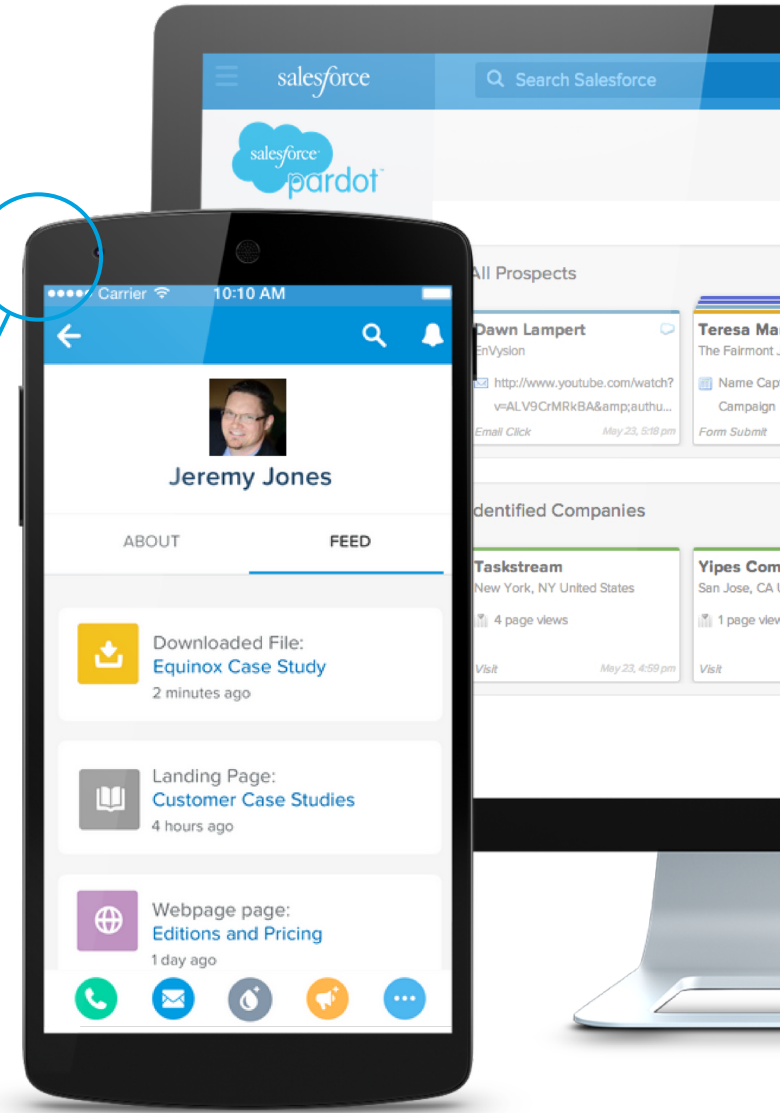 salesforce
Search Salesforce
salesforce
pardot
All Prospects
Dawn Lampert
EnVysion
http://www.youtube.com/watch?
v=ALV9CrMRkBA&amp;authu...
Email Click May 23, 5:18 pm
Teresa Ma
The Fairmont
Name Cap
Campaign
Form Submit
dentified Companies
Taskstream
New York, NY United States
4 page views
Visit May 23, 4:59 pm
Yipes Com
San Jose, CA U
1 page view
Visit
Carrier 10:10 AM
Jeremy Jones
ABOUT FEED
Downloaded File:
Equinox Case Study
2 minutes ago
Landing Page:
Customer Case Studies
4 hours ago
Webpage page:
Editions and Pricing
1 day ago